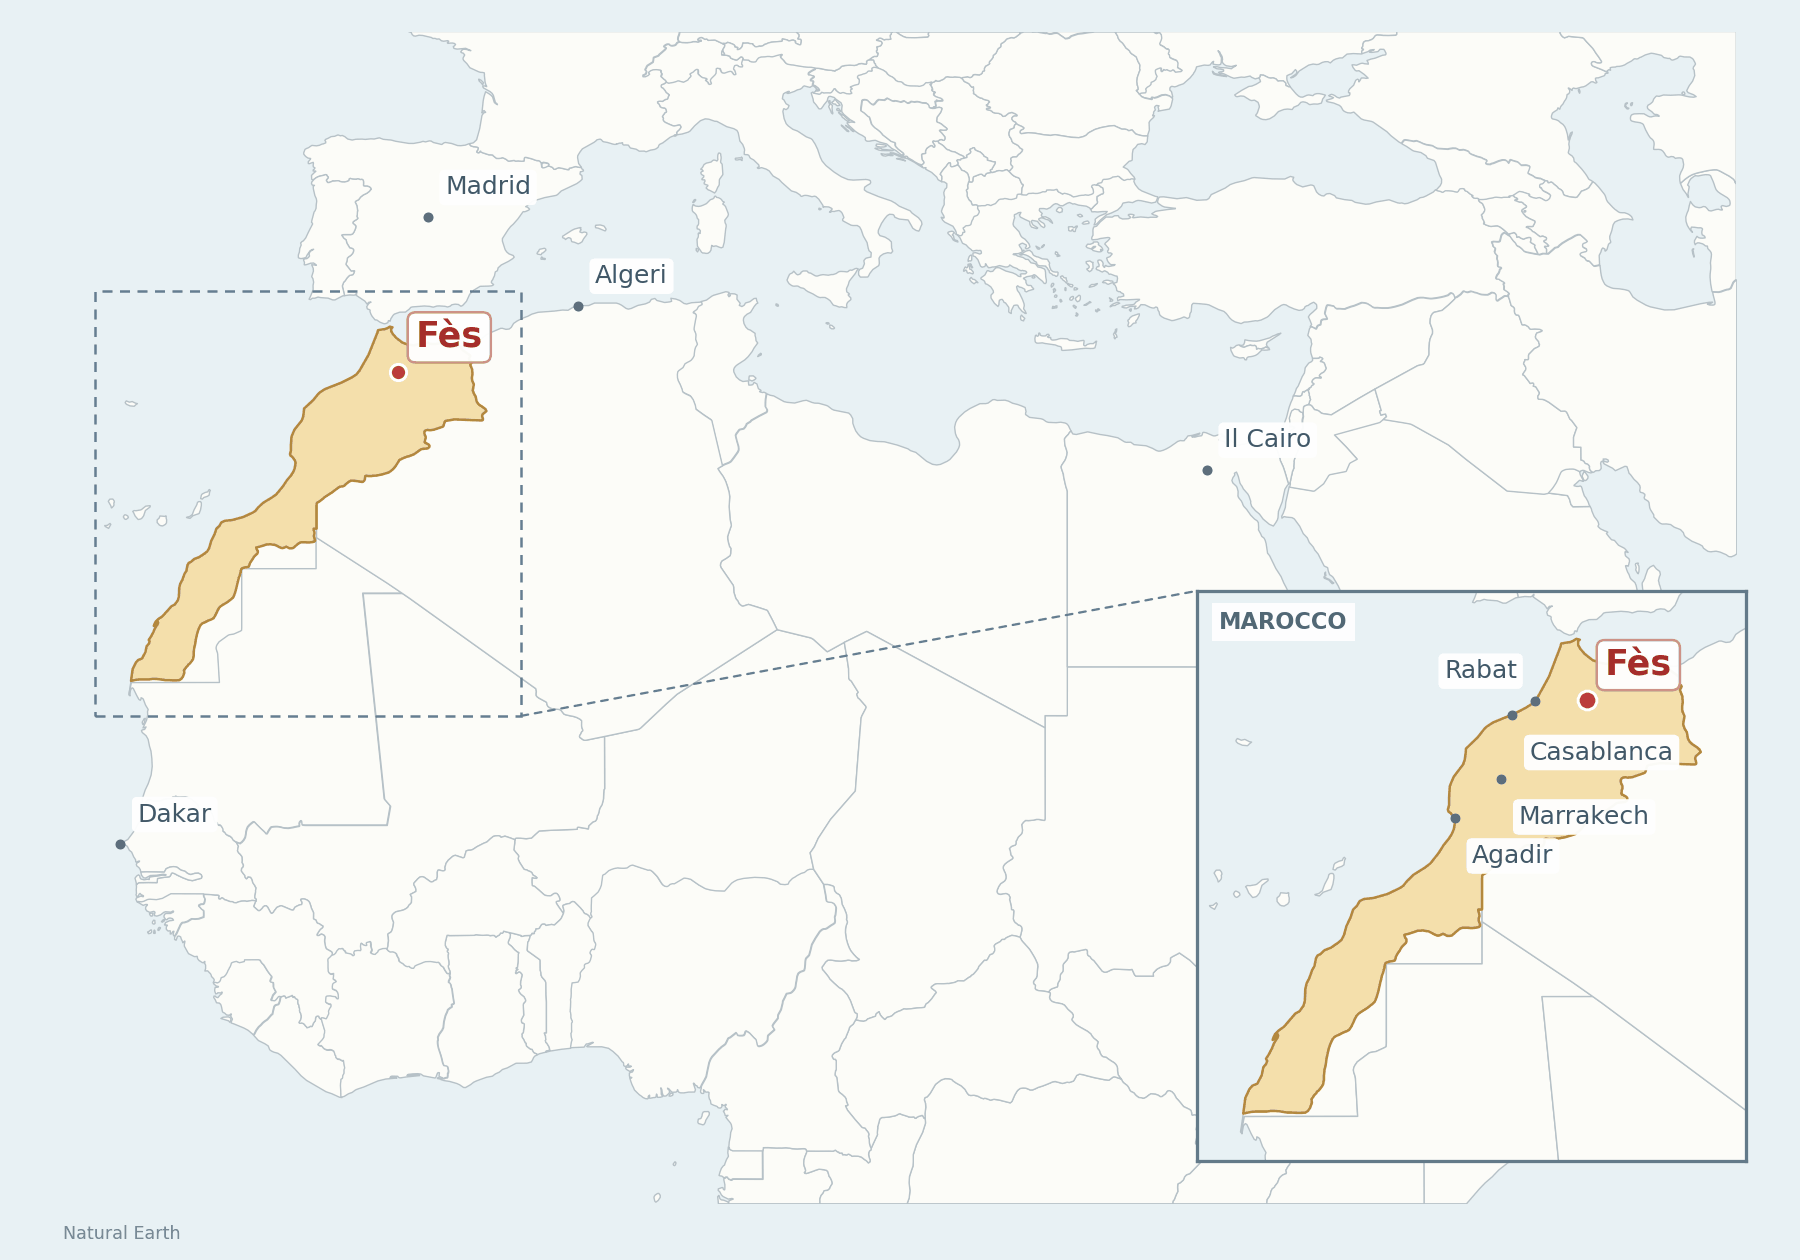 Madrid
Algeri
Fès
Il Cairo
MAROCCO
Fès
Rabat
Casablanca
Dakar
Marrakech
Agadir
Natural Earth